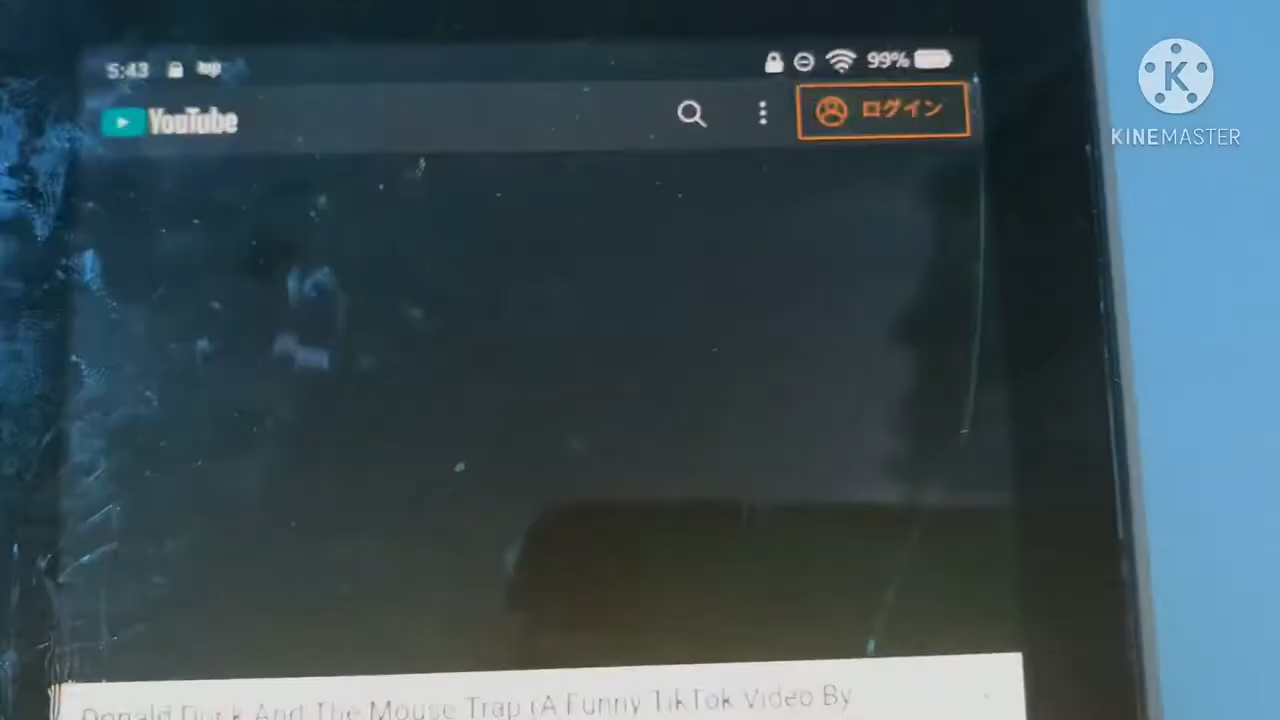 5:43
99%
YouTube
ログイン
K
KINEMASTER
Donald Duck And The Mouse Trap (A Funny TikTok Video By